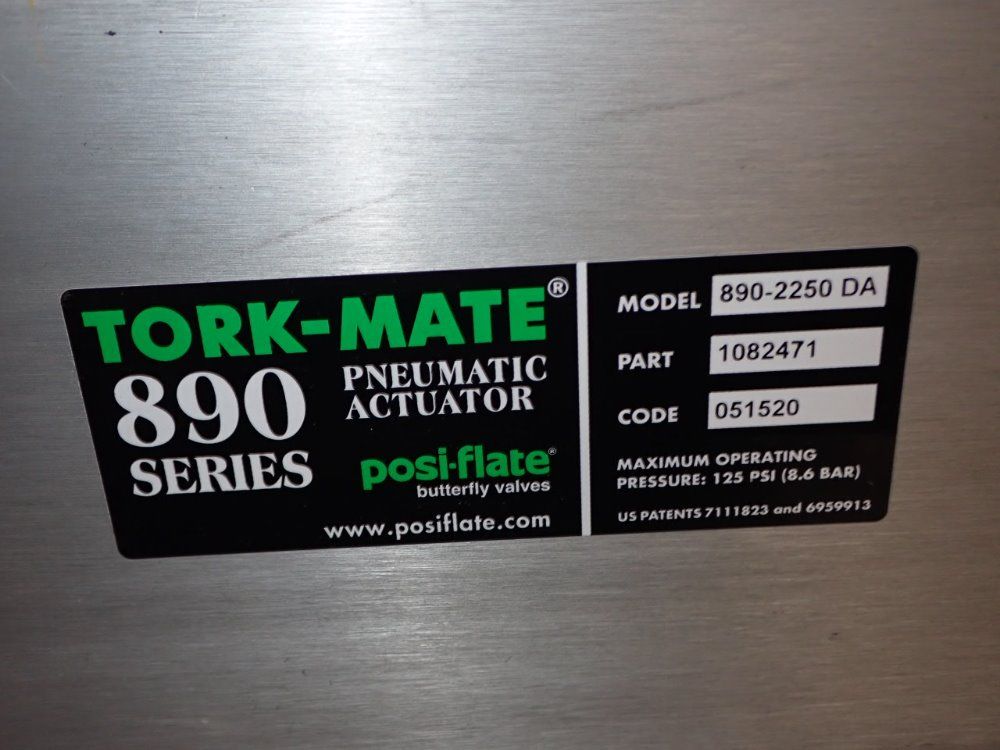 TORK-MATE®
890 PNEUMATIC ACTUATOR
SERIES
posi-flate®
butterfly valves
www.posiflate.com
MODEL 890-2250 DA
PART 1082471
CODE 051520
MAXIMUM OPERATING
PRESSURE: 125 PSI (8.6 BAR)
US PATENTS 7111823 and 6959913